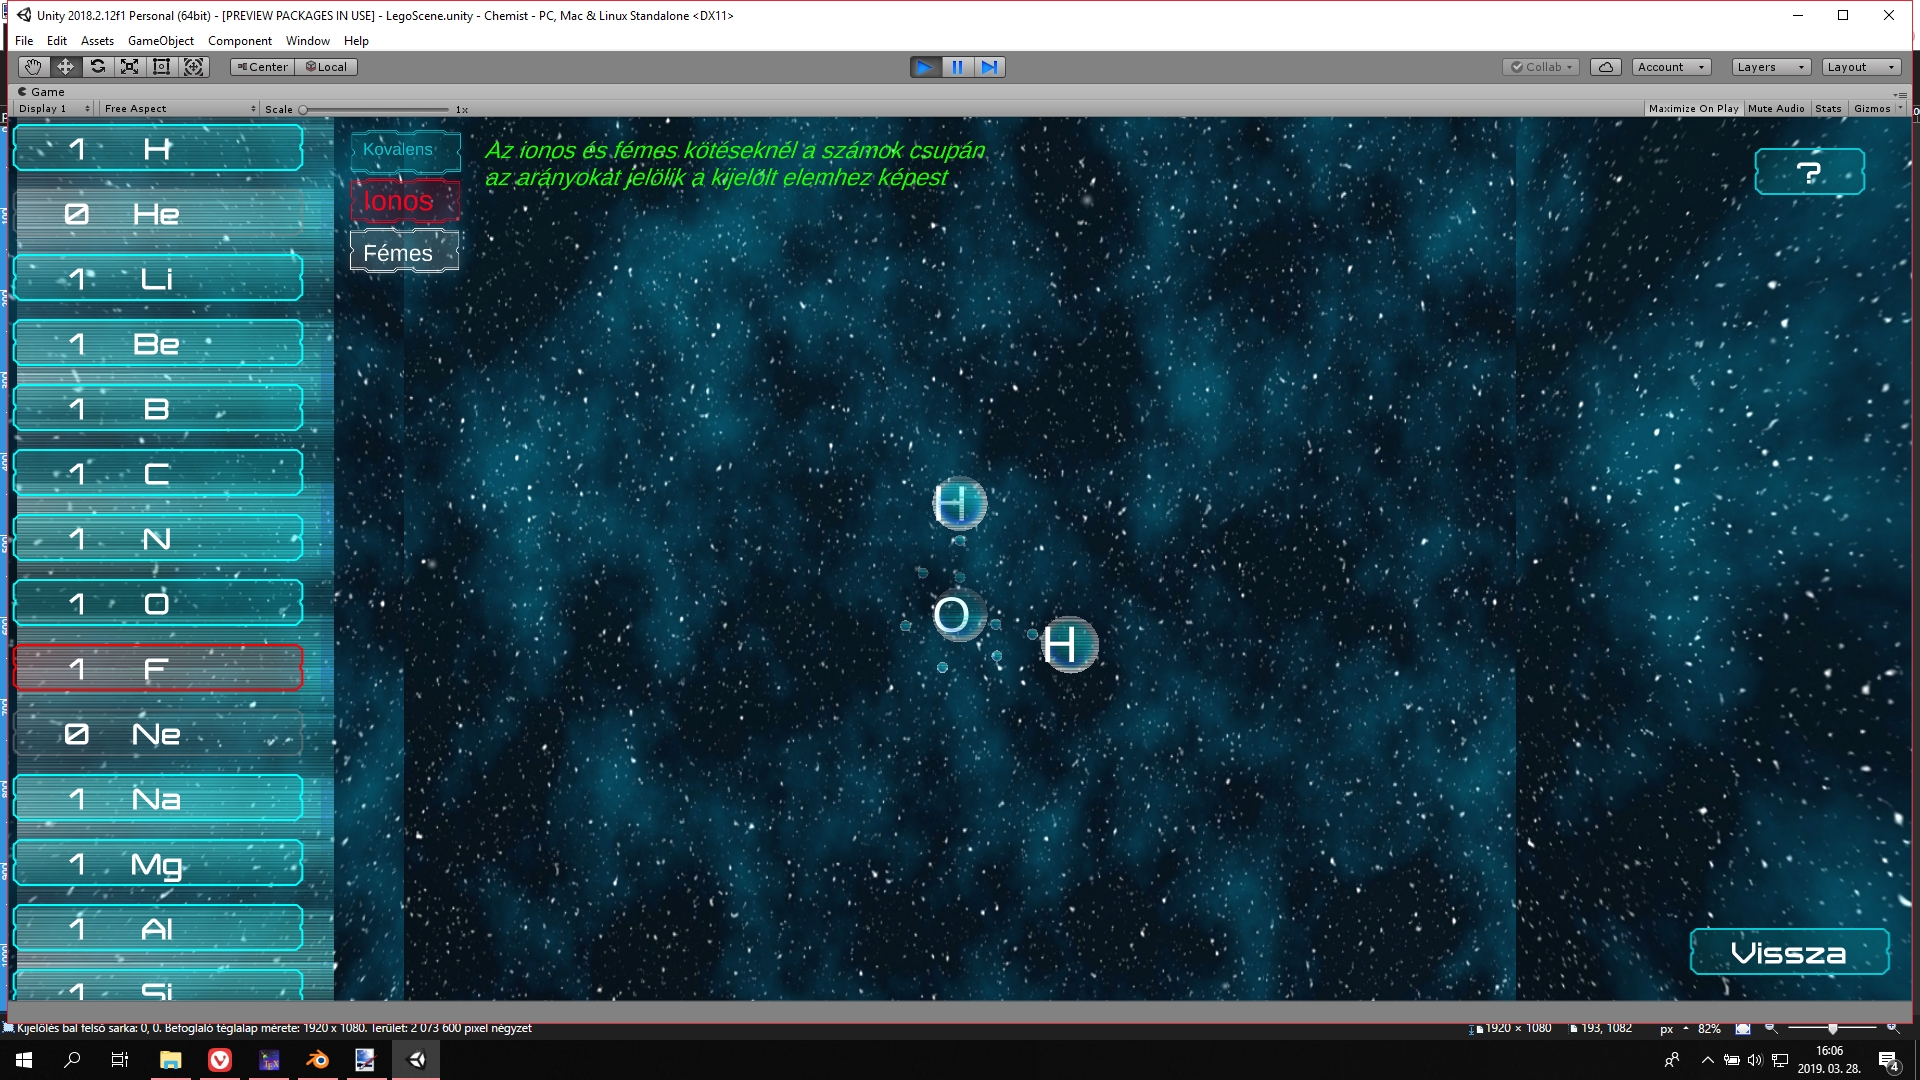 Unity 2018.2.12f1 Personal (64bit) - [PREVIEW PACKAGES IN USE] - LegoScene.unity - Chemist - PC, Mac & Linux Standalone <DX11>
File Edit Assets GameObject Component Window Help
Center Local Collab Account Layers Layout
Game
Display 1 Free Aspect Scale 1x Maximize On Play Mute Audio Stats Gizmos
1 H
0 He
1 Li
1 Be
1 B
1 C
1 N
1 O
1 F
0 Ne
1 Na
1 Mg
1 Al
1 Si
Kovalens
Ionos
Fémes
Az ionos és fémes kötéseknél a számok csupán
az arányokat jelölik a kijelölt elemhez képest
?
H
O
H
Vissza
Kijelölés bal felső sarka: 0, 0. Befoglaló téglalap mérete: 1920 x 1080. Terület: 2 073 600 pixel négyzet
1920 × 1080 193, 1082 px 82%
16:06
2019. 03. 28.
4